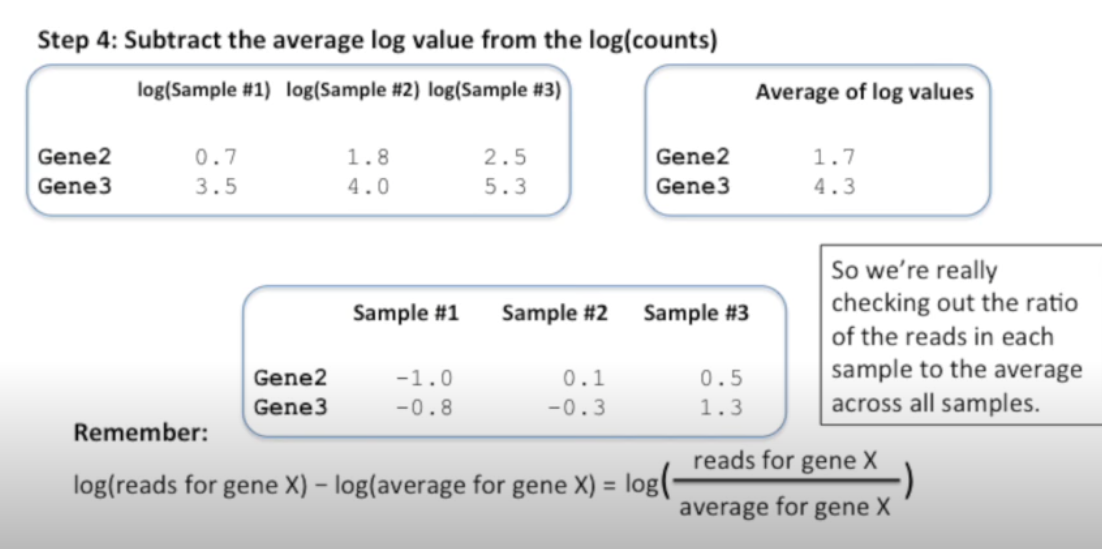 Step 4: Subtract the average log value from the log(counts)
log(Sample #1) log(Sample #2) log(Sample #3)
Gene2 0.7 1.8 2.5
Gene3 3.5 4.0 5.3
Average of log values
Gene2 1.7
Gene3 4.3
Sample #1 Sample #2 Sample #3
Gene2 -1.0 0.1 0.5
Gene3 -0.8 -0.3 1.3
So we’re really
checking out the ratio
of the reads in each
sample to the average
across all samples.
Remember:
log(reads for gene X) – log(average for gene X) = log(reads for gene X / average for gene X)